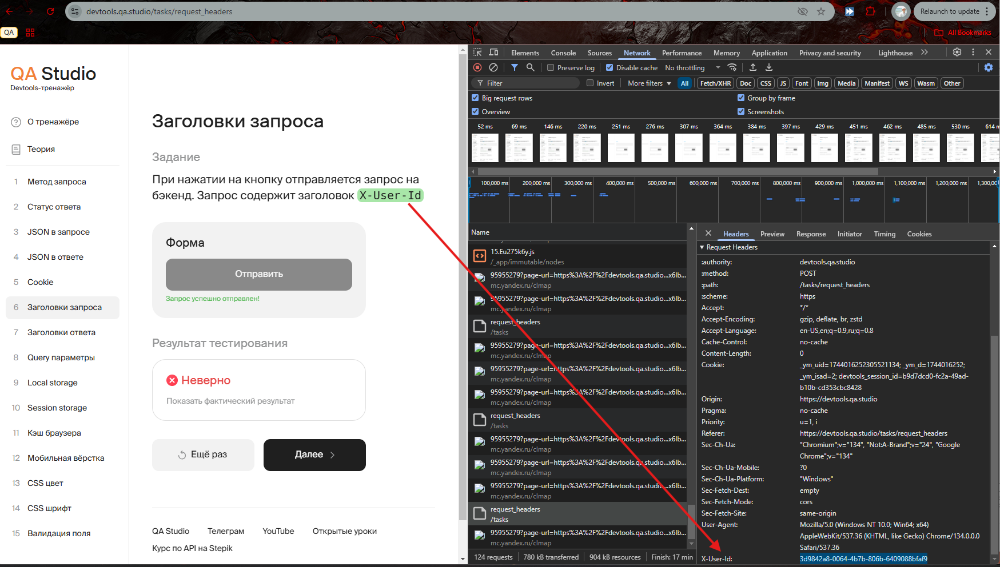 devtools.qa.studio/tasks/request_headers
Relaunch to update
QA
All Bookmarks
QA Studio
Devtools-тренажёр
О тренажёре
Теория
1 Метод запроса
2 Статус ответа
3 JSON в запросе
4 JSON в ответе
5 Cookie
6 Заголовки запроса
7 Заголовки ответа
8 Query параметры
9 Local storage
10 Session storage
11 Кэш браузера
12 Мобильная вёрстка
13 CSS цвет
14 CSS шрифт
15 Валидация поля
Заголовки запроса
Задание
При нажатии на кнопку отправляется запрос на
бэкенд. Запрос содержит заголовок X-User-Id
Форма
Отправить
Запрос успешно отправлен!
Результат тестирования
Неверно
Показать фактический результат
Ещё раз
Далее
QA Studio Телеграм YouTube Открытые уроки
Курс по API на Stepik
Elements Console Sources Network Performance Memory Application Privacy and security Lighthouse
Preserve log Disable cache No throttling
Filter Invert More filters All Fetch/XHR Doc CSS JS Font Img Media Manifest WS Wasm Other
Big request rows Group by frame
Overview Screenshots
52 ms 69 ms 146 ms 220 ms 251 ms 276 ms 307 ms 364 ms 384 ms 397 ms 429 ms 451 ms 462 ms 485 ms 530 ms 614 m
100,000 ms 200,000 ms 300,000 ms 400,000 ms 500,000 ms 600,000 ms 700,000 ms 800,000 ms 900,000 ms 1,000,000 ms 1,100,000 ms 1,200,000 ms 1,300,00
Name
15.Eu275k6y.js
/_app/immutable/nodes
95955279?page-url=https%3A%2F%2Fdevtools.qa.studio...x6lb...
mc.yandex.ru/clmap
95955279?page-url=https%3A%2F%2Fdevtools.qa.studio...x6lb...
mc.yandex.ru/clmap
request_headers
/tasks
95955279?page-url=https%3A%2F%2Fdevtools.qa.studio...x6lb...
mc.yandex.ru/clmap
95955279?page-url=https%3A%2F%2Fdevtools.qa.studio...x6lb...
mc.yandex.ru/clmap
95955279?page-url=https%3A%2F%2Fdevtools.qa.studio...x6lb...
mc.yandex.ru/clmap
request_headers
/tasks
95955279?page-url=https%3A%2F%2Fdevtools.qa.studio...x6lb...
mc.yandex.ru/clmap
95955279?page-url=https%3A%2F%2Fdevtools.qa.studio...x6lb...
mc.yandex.ru/clmap
95955279?page-url=https%3A%2F%2Fdevtools.qa.studio...x6lb...
mc.yandex.ru/clmap
request_headers
/tasks
95955279?page-url=https%3A%2F%2Fdevtools.qa.studio...x6lb...
mc.yandex.ru/clmap
124 requests 780 kB transferred 904 kB resources Finish: 17 min
Headers Preview Response Initiator Timing Cookies
Request Headers
:authority: devtools.qa.studio
:method: POST
:path: /tasks/request_headers
:scheme: https
Accept: */*
Accept-Encoding: gzip, deflate, br, zstd
Accept-Language: en-US,en;q=0.9,ru;q=0.8
Cache-Control: no-cache
Content-Length: 0
Cookie: _ym_uid=1744016252305521134; _ym_d=1744016252;
_ym_isad=2; devtools_session_id=b9d7dcd0-fc2a-49ad-
b10b-cd353cbc8428
Origin: https://devtools.qa.studio
Pragma: no-cache
Priority: u=1, i
Referer: https://devtools.qa.studio/tasks/request_headers
Sec-Ch-Ua: "Chromium";v="134", "Not:A-Brand";v="24", "Google
Chrome";v="134"
Sec-Ch-Ua-Mobile: ?0
Sec-Ch-Ua-Platform: "Windows"
Sec-Fetch-Dest: empty
Sec-Fetch-Mode: cors
Sec-Fetch-Site: same-origin
User-Agent: Mozilla/5.0 (Windows NT 10.0; Win64; x64)
AppleWebKit/537.36 (KHTML, like Gecko) Chrome/134.0.0.0
Safari/537.36
X-User-Id: 3d9842a8-0064-4b7b-806b-6409088bfaf9